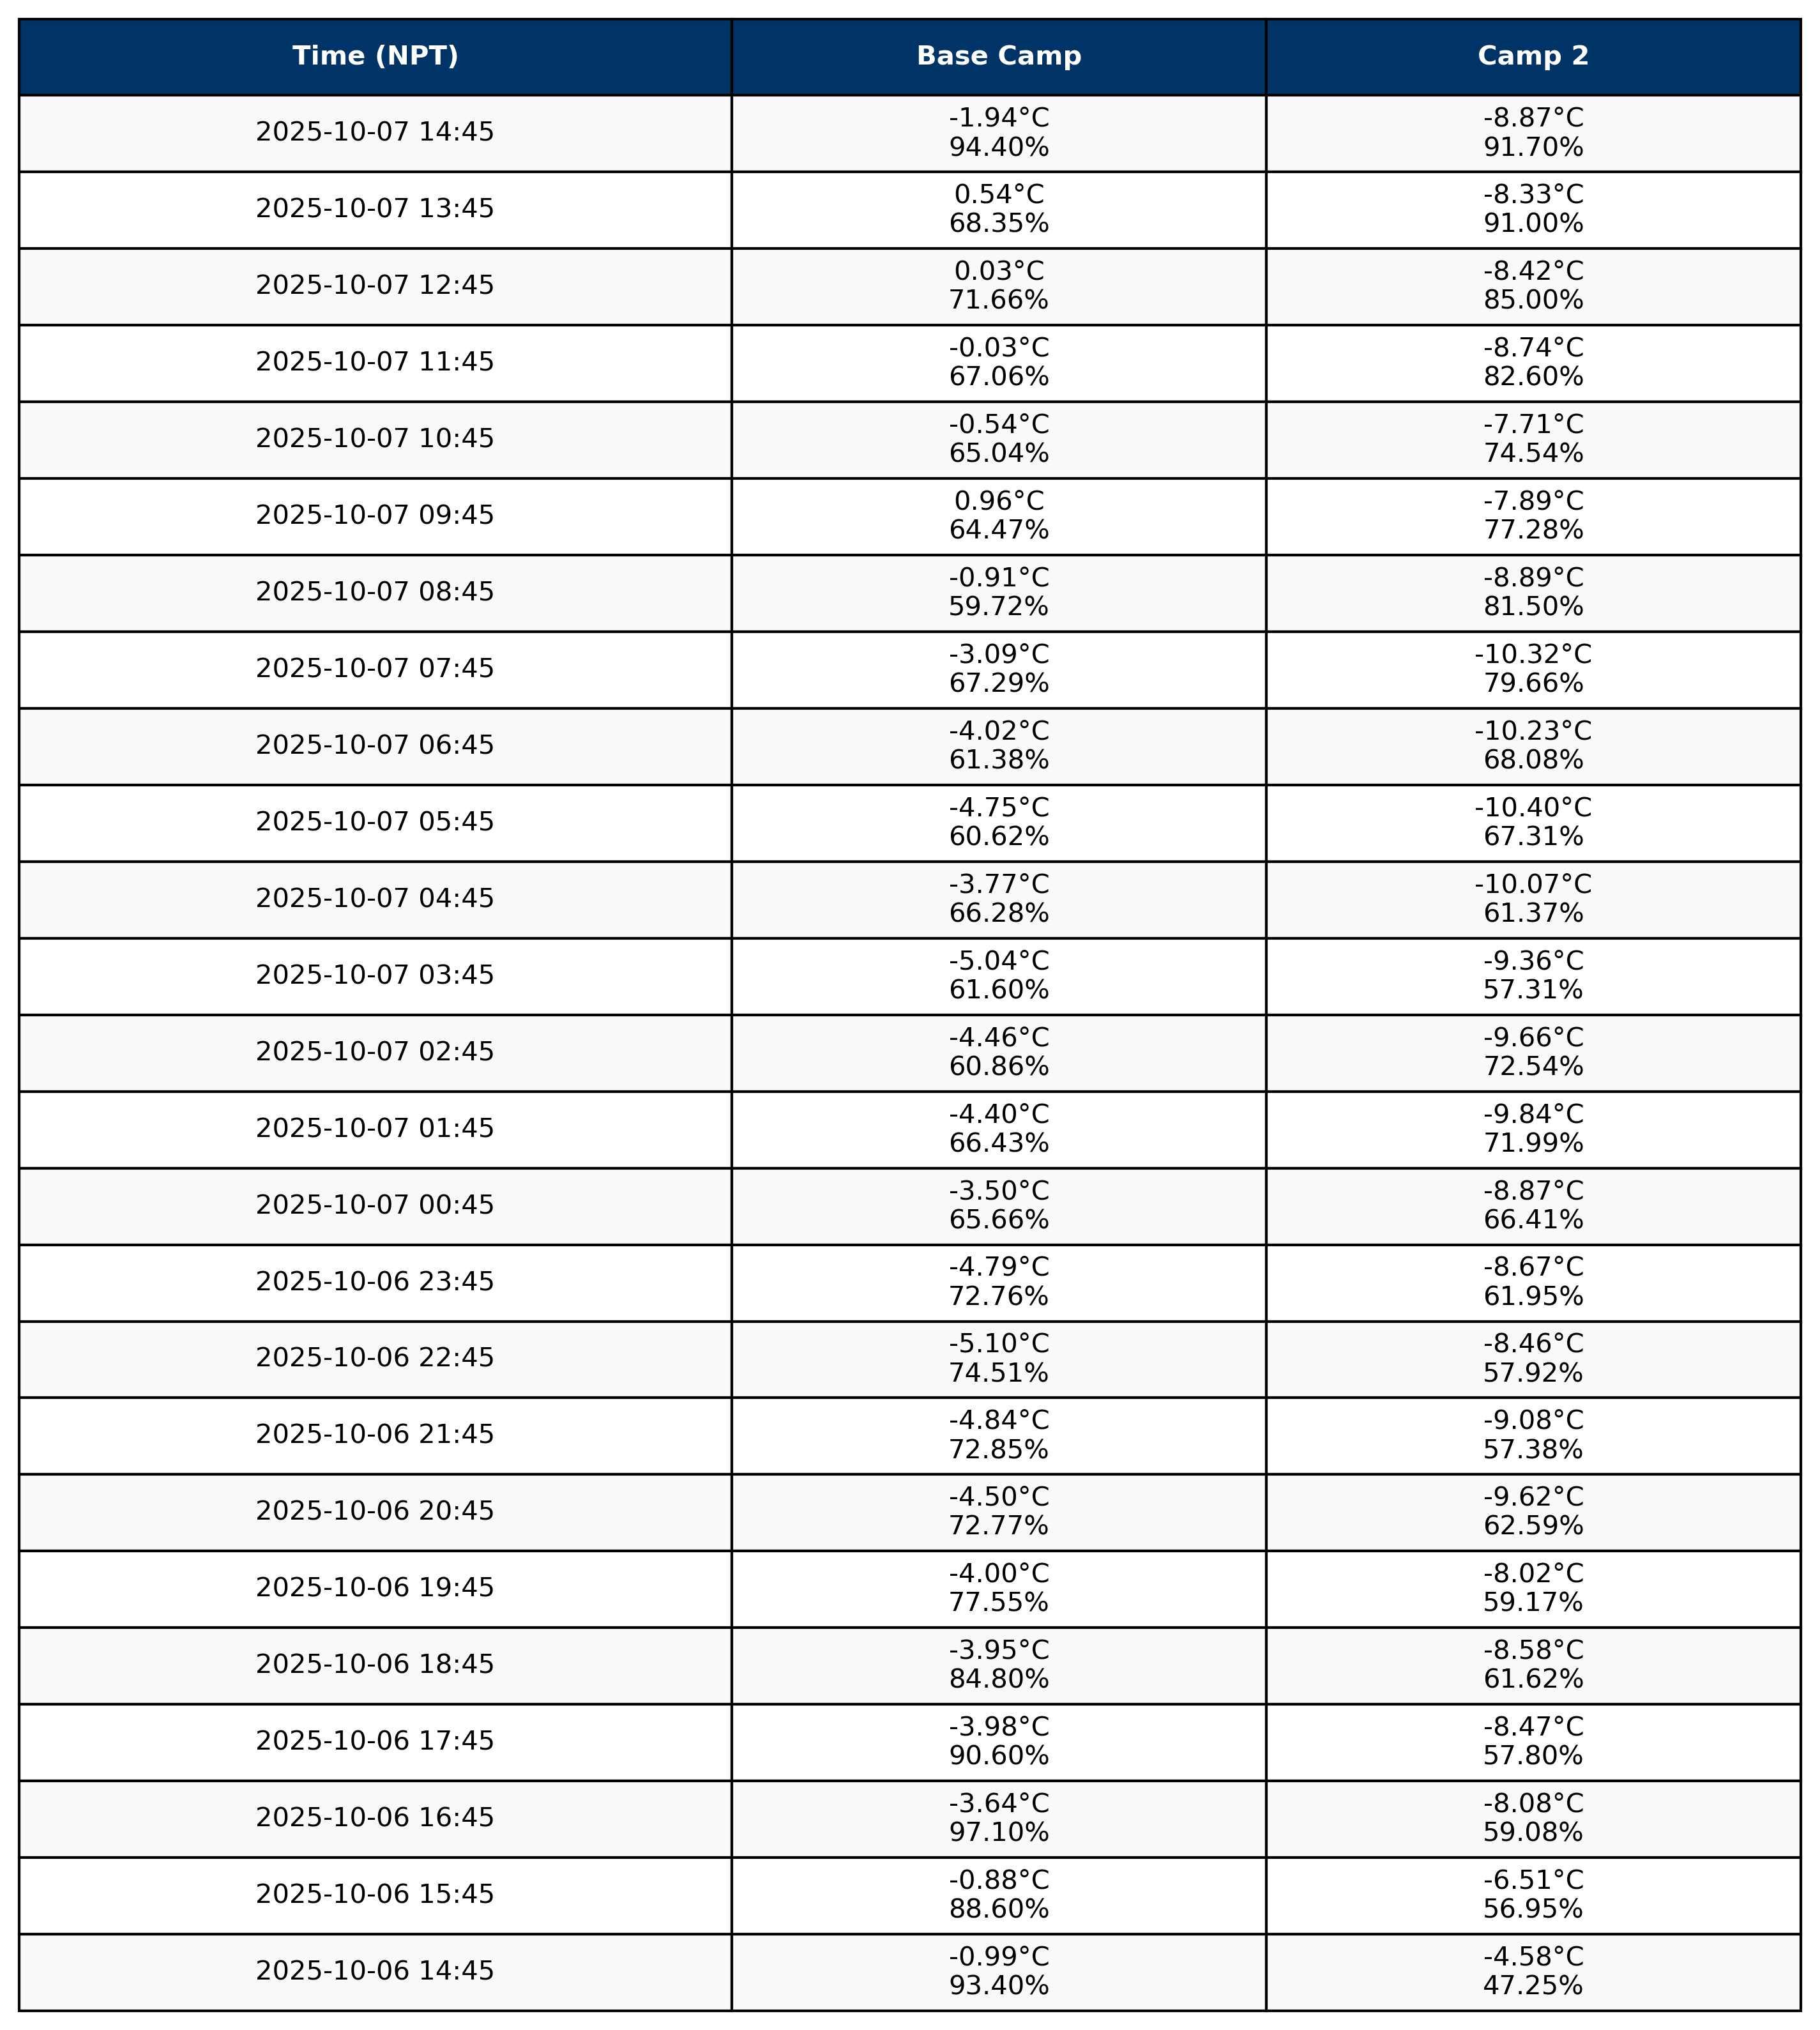 Time (NPT) Base Camp Camp 2
2025-10-07 14:45
-1.94°C
94.40%
-8.87°C
91.70%
2025-10-07 13:45
0.54°C
68.35%
-8.33°C
91.00%
2025-10-07 12:45
0.03°C
71.66%
-8.42°C
85.00%
2025-10-07 11:45
-0.03°C
67.06%
-8.74°C
82.60%
2025-10-07 10:45
-0.54°C
65.04%
-7.71°C
74.54%
2025-10-07 09:45
0.96°C
64.47%
-7.89°C
77.28%
2025-10-07 08:45
-0.91°C
59.72%
-8.89°C
81.50%
2025-10-07 07:45
-3.09°C
67.29%
-10.32°C
79.66%
2025-10-07 06:45
-4.02°C
61.38%
-10.23°C
68.08%
2025-10-07 05:45
-4.75°C
60.62%
-10.40°C
67.31%
2025-10-07 04:45
-3.77°C
66.28%
-10.07°C
61.37%
2025-10-07 03:45
-5.04°C
61.60%
-9.36°C
57.31%
2025-10-07 02:45
-4.46°C
60.86%
-9.66°C
72.54%
2025-10-07 01:45
-4.40°C
66.43%
-9.84°C
71.99%
2025-10-07 00:45
-3.50°C
65.66%
-8.87°C
66.41%
2025-10-06 23:45
-4.79°C
72.76%
-8.67°C
61.95%
2025-10-06 22:45
-5.10°C
74.51%
-8.46°C
57.92%
2025-10-06 21:45
-4.84°C
72.85%
-9.08°C
57.38%
2025-10-06 20:45
-4.50°C
72.77%
-9.62°C
62.59%
2025-10-06 19:45
-4.00°C
77.55%
-8.02°C
59.17%
2025-10-06 18:45
-3.95°C
84.80%
-8.58°C
61.62%
2025-10-06 17:45
-3.98°C
90.60%
-8.47°C
57.80%
2025-10-06 16:45
-3.64°C
97.10%
-8.08°C
59.08%
2025-10-06 15:45
-0.88°C
88.60%
-6.51°C
56.95%
2025-10-06 14:45
-0.99°C
93.40%
-4.58°C
47.25%